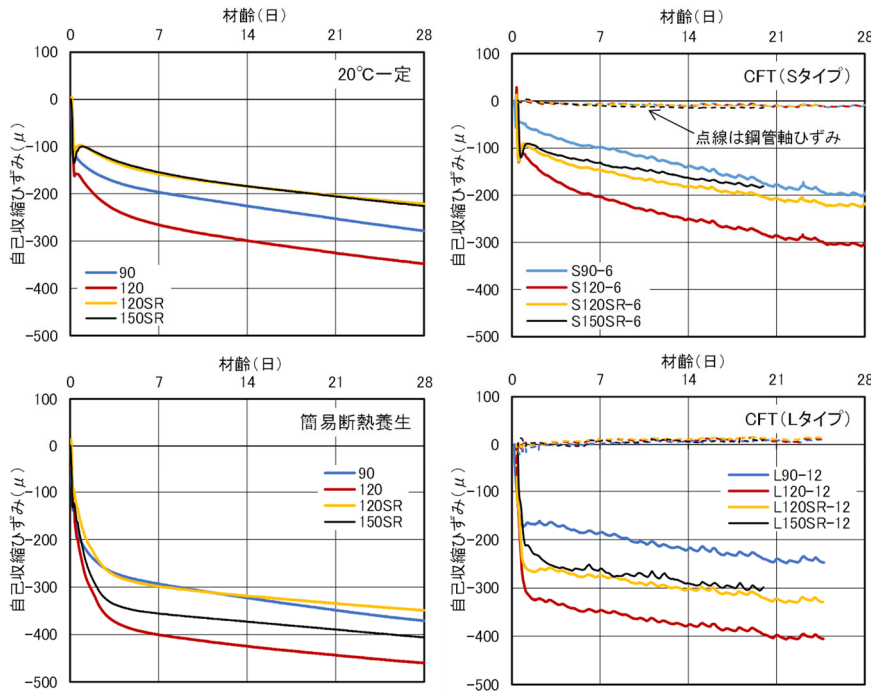 材齢(日)
0 7 14 21 28
100
0
-100
-200
-300
-400
-500
自己収縮ひずみ(μ)
20℃一定
90
120
120SR
150SR
材齢(日)
0 7 14 21 28
100
0
-100
-200
-300
-400
-500
自己収縮ひずみ(μ)
CFT(Sタイプ)
点線は鋼管軸ひずみ
S90-6
S120-6
S120SR-6
S150SR-6
材齢(日)
0 7 14 21 28
100
0
-100
-200
-300
-400
-500
自己収縮ひずみ(μ)
簡易断熱養生
90
120
120SR
150SR
材齢(日)
0 7 14 21 28
100
0
-100
-200
-300
-400
-500
自己収縮ひずみ(μ)
CFT(Lタイプ)
L90-12
L120-12
L120SR-12
L150SR-12